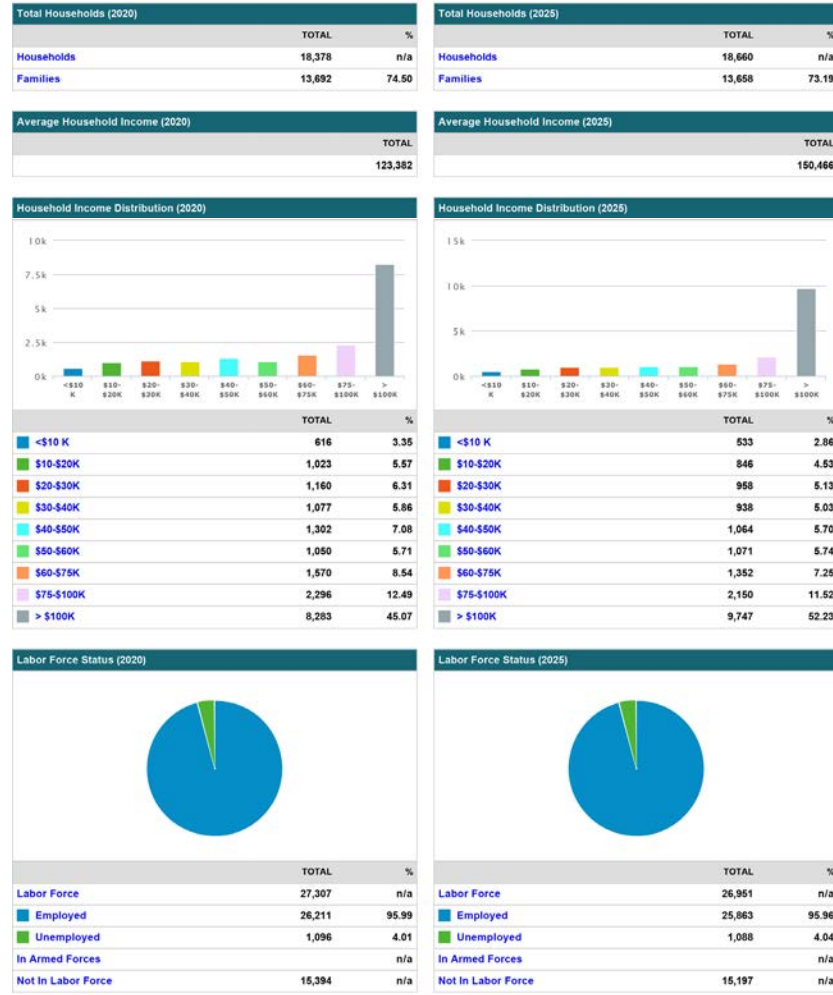 Total Households (2020)
TOTAL %
Households 18,378 n/a
Families 13,692 74.50
Average Household Income (2020)
TOTAL
123,382
Household Income Distribution (2020)
10k
7.5k
5k
2.5k
0k
<$10 $10- $20- $30- $40- $50- $60- $75- >
K $20K $30K $40K $50K $60K $75K $100K $100K
TOTAL %
<$10 K 616 3.35
$10-$20K 1,023 5.57
$20-$30K 1,160 6.31
$30-$40K 1,077 5.86
$40-$50K 1,302 7.08
$50-$60K 1,050 5.71
$60-$75K 1,570 8.54
$75-$100K 2,296 12.49
> $100K 8,283 45.07
Labor Force Status (2020)
TOTAL %
Labor Force 27,307 n/a
Employed 26,211 95.99
Unemployed 1,096 4.01
In Armed Forces n/a
Not In Labor Force 15,394 n/a
Total Households (2025)
TOTAL %
Households 18,660 n/a
Families 13,658 73.19
Average Household Income (2025)
TOTAL
150,466
Household Income Distribution (2025)
15k
10k
5k
0k
<$10 $10- $20- $30- $40- $50- $60- $75- >
K $20K $30K $40K $50K $60K $75K $100K $100K
TOTAL %
<$10 K 533 2.86
$10-$20K 846 4.53
$20-$30K 958 5.13
$30-$40K 938 5.03
$40-$50K 1,064 5.70
$50-$60K 1,071 5.74
$60-$75K 1,352 7.25
$75-$100K 2,150 11.52
> $100K 9,747 52.23
Labor Force Status (2025)
TOTAL %
Labor Force 26,951 n/a
Employed 25,863 95.96
Unemployed 1,088 4.04
In Armed Forces n/a
Not In Labor Force 15,197 n/a